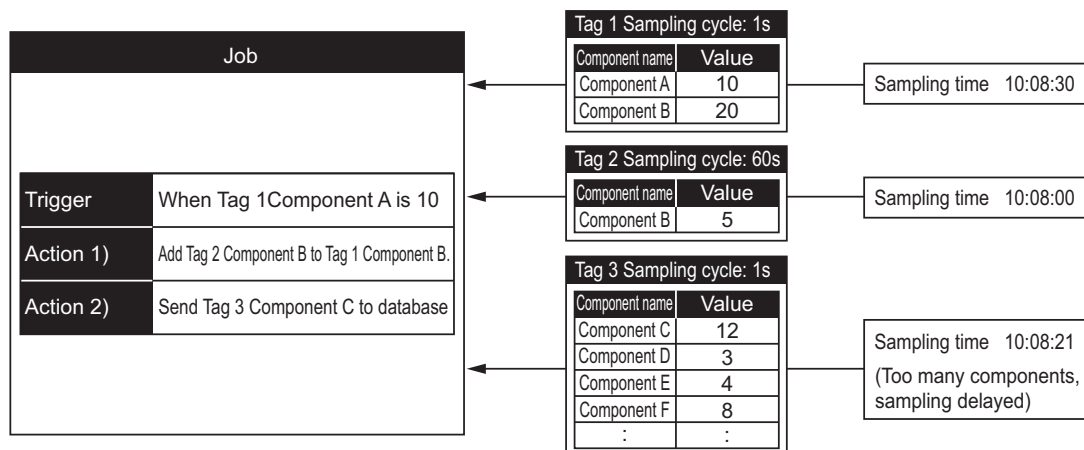 Job
Trigger When Tag 1Component A is 10
Action 1) Add Tag 2 Component B to Tag 1 Component B.
Action 2) Send Tag 3 Component C to database
Tag 1 Sampling cycle: 1s
Component name Value
Component A 10
Component B 20
Sampling time 10:08:30
Tag 2 Sampling cycle: 60s
Component name Value
Component B 5
Sampling time 10:08:00
Tag 3 Sampling cycle: 1s
Component name Value
Component C 12
Component D 3
Component E 4
Component F 8
: :
Sampling time 10:08:21
(Too many components,
sampling delayed)